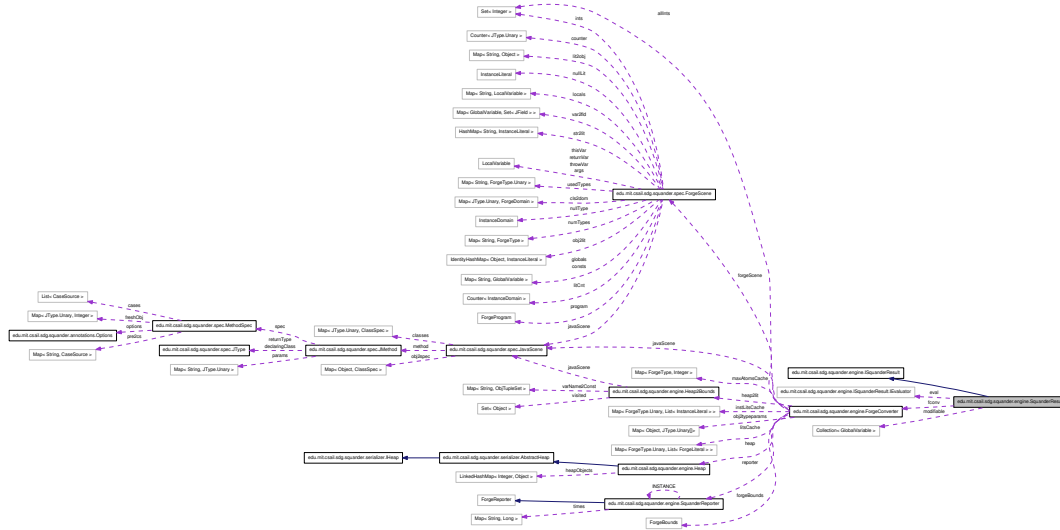 Set< Integer >
allInts
ints
Counter< JType.Unary >
counter
Map< String, Object >
lit2obj
InstanceLiteral
nullLit
Map< String, LocalVariable >
locals
Map< GlobalVariable, Set< JField > >
var2fld
HashMap< String, InstanceLiteral >
str2lit
thisVar
returnVar
throwVar
args
LocalVariable
Map< String, ForgeType.Unary >
usedTypes
edu.mit.csail.sdg.squander.spec.ForgeScene
Map< JType.Unary, ForgeDomain >
cls2dom
InstanceDomain
nullType
Map< String, ForgeType >
numTypes
IdentityHashMap< Object, InstanceLiteral >
obj2lit
globals
consts
Map< String, GlobalVariable >
forgeScene
Counter< InstanceDomain >
litCnt
ForgeProgram
program
javaScene
List< CaseSource >
cases
Map< JType.Unary, Integer >
hashObj
edu.mit.csail.sdg.squander.spec.MethodSpec
options
edu.mit.csail.sdg.squander.annotations.Options
Map< String, CaseSource >
spec
Map< JType.Unary, ClassSpec >
classes
returnType
declaringClass
params
edu.mit.csail.sdg.squander.spec.JType
edu.mit.csail.sdg.squander.spec.JMethod
method
edu.mit.csail.sdg.squander.spec.JavaScene
javaScene
Map< String, JType.Unary >
Map< Object, ClassSpec >
obj2spec
javaScene
Map< ForgeType, Integer >
maxAtomsCache
edu.mit.csail.sdg.squander.engine.ISquanderResult
Map< String, ObjTupleSet >
varName2Const
edu.mit.csail.sdg.squander.engine.Heap2Bounds
heap2lit
edu.mit.csail.sdg.squander.engine.ISquanderResult.IEvaluator
eval
edu.mit.csail.sdg.squander.engine.SquanderResult
Set< Object >
visited
Map< ForgeType.Unary, List< InstanceLiteral > >
instLitsCache
edu.mit.csail.sdg.squander.engine.ForgeConverter
fconv
modifiable
Map< Object, JType.Unary[]>
obj2typeparams
Collection< GlobalVariable >
litsCache
Map< ForgeType.Unary, List< ForgeLiteral > >
heap
edu.mit.csail.sdg.squander.serializer.IHeap
edu.mit.csail.sdg.squander.serializer.AbstractHeap
edu.mit.csail.sdg.squander.engine.Heap
reporter
LinkedHashMap< Integer, Object >
heapObjects
INSTANCE
forgeBounds
ForgeReporter
edu.mit.csail.sdg.squander.engine.SquanderReporter
times
Map< String, Long >
ForgeBounds